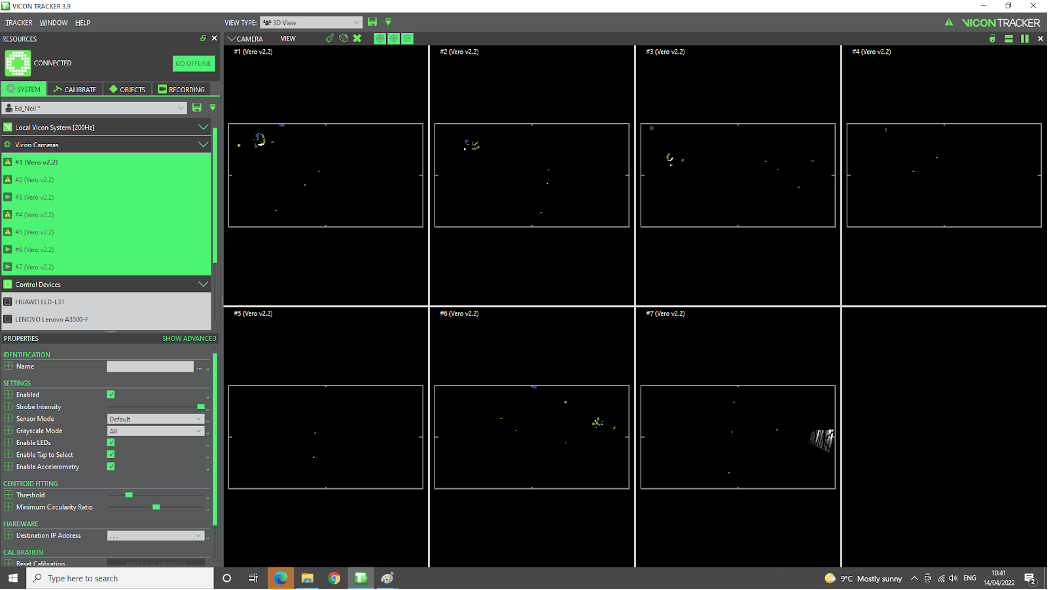 VICON TRACKER 3.9
TRACKER WINDOW HELP
VIEW TYPE: 3D View
VICON TRACKER
RESOURCES
CAMERA VIEW
CONNECTED
GO OFFLINE
SYSTEM CALIBRATE OBJECTS RECORDING
Ed_Neil *
Local Vicon System [200Hz]
Vicon Cameras
#1 (Vero v2.2)
#2 (Vero v2.2)
#3 (Vero v2.2)
#4 (Vero v2.2)
#5 (Vero v2.2)
#6 (Vero v2.2)
#7 (Vero v2.2)
Control Devices
HUAWEI LLD-L31
LENOVO Lenovo A3500-F
PROPERTIES SHOW ADVANCED
IDENTIFICATION
Name ...
SETTINGS
Enabled
Strobe Intensity
Sensor Mode Default
Grayscale Mode All
Enable LEDs
Enable Tap to Select
Enable Accelerometry
CENTROID FITTING
Threshold
Minimum Circularity Ratio
HARDWARE
Destination IP Address . . .
CALIBRATION
Reset Calibration
#1 (Vero v2.2) #2 (Vero v2.2) #3 (Vero v2.2) #4 (Vero v2.2)
#5 (Vero v2.2) #6 (Vero v2.2) #7 (Vero v2.2)
Type here to search
9°C Mostly sunny
ENG
10:41
14/04/2022
2